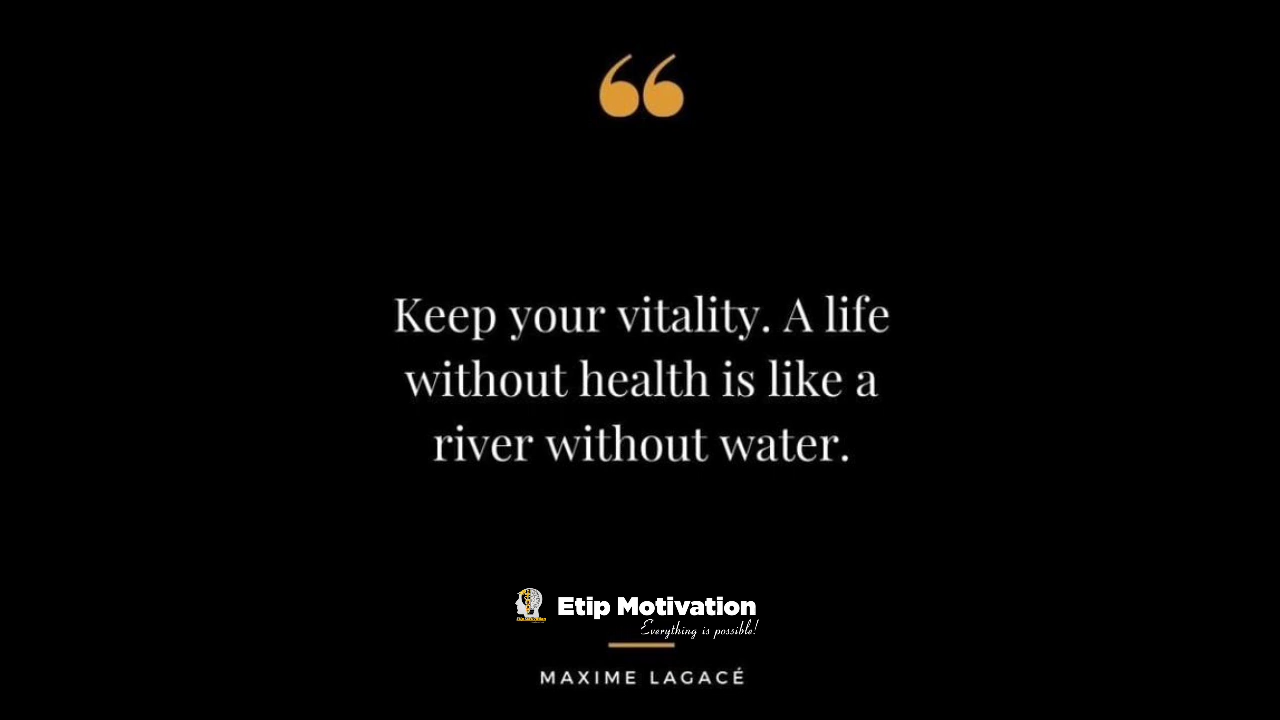 ❝
Keep your vitality. A life
without health is like a
river without water.
Etip Motivation
Everything is possible!
MAXIME LAGACÉ